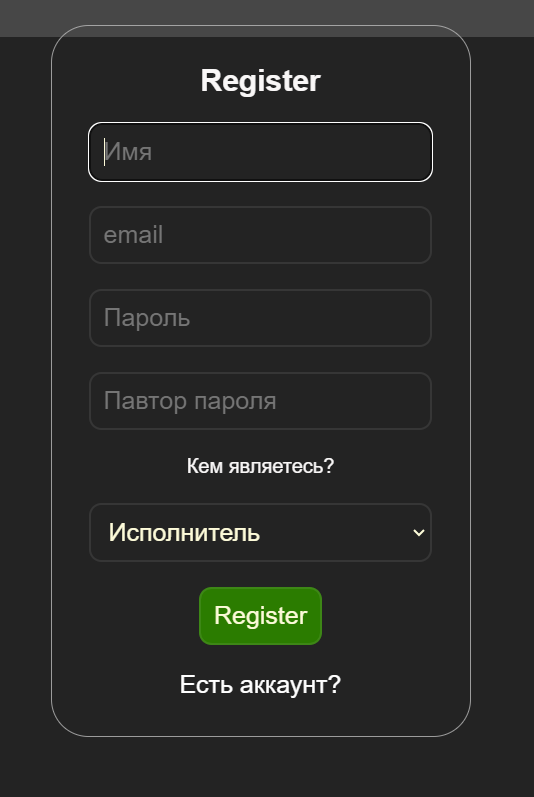 Register
Имя
email
Пароль
Павтор пароля
Кем являетесь?
Исполнитель
Register
Есть аккаунт?